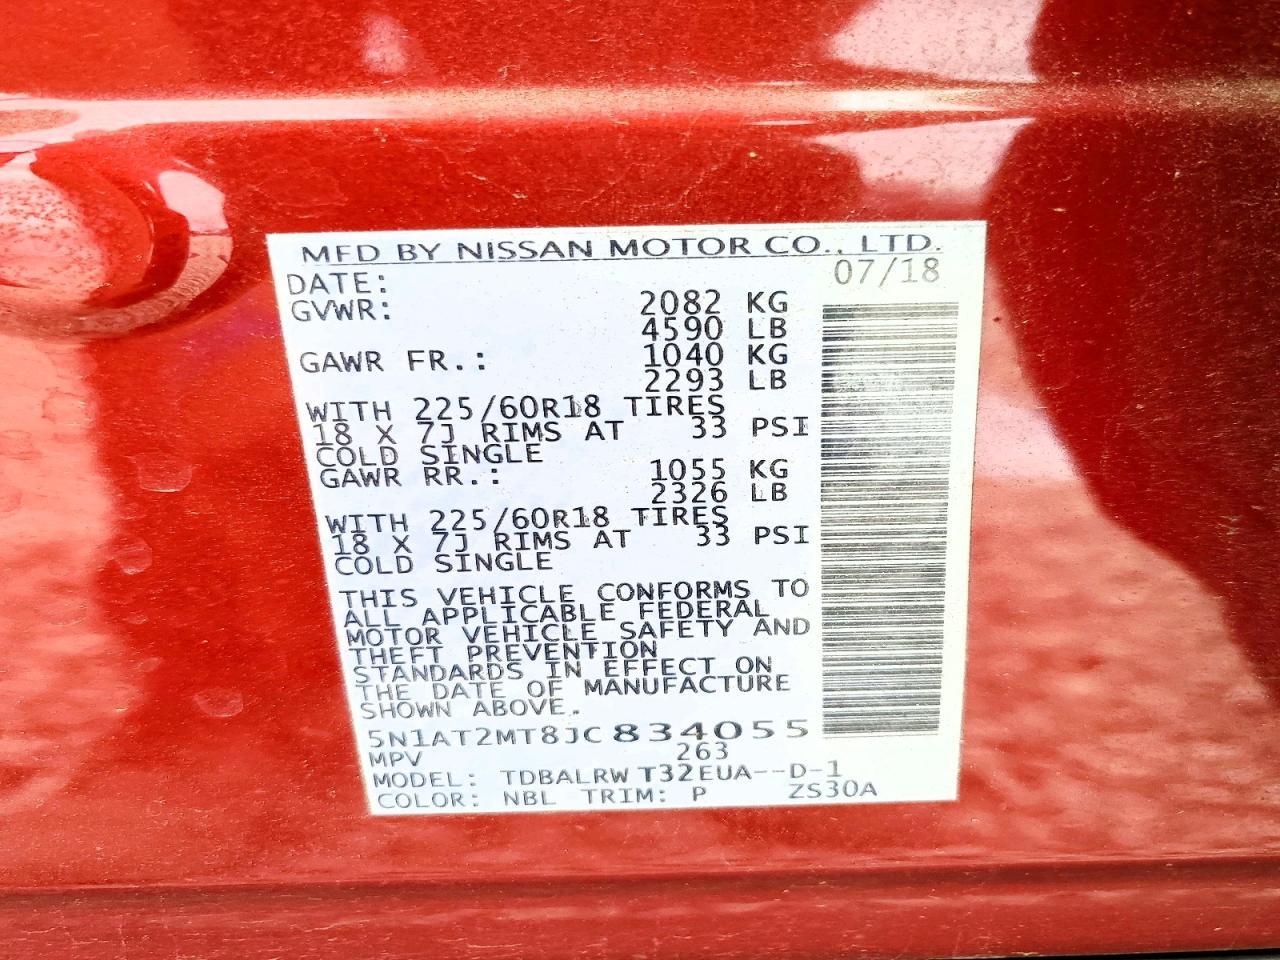 MFD BY NISSAN MOTOR CO., LTD.
DATE: 07/18
GVWR: 2082 KG
4590 LB
GAWR FR.: 1040 KG
2293 LB
WITH 225/60R18 TIRES
18 X 7J RIMS AT 33 PSI
COLD SINGLE
GAWR RR.: 1055 KG
2326 LB
WITH 225/60R18 TIRES
18 X 7J RIMS AT 33 PSI
COLD SINGLE
THIS VEHICLE CONFORMS TO
ALL APPLICABLE FEDERAL
MOTOR VEHICLE SAFETY AND
THEFT PREVENTION
STANDARDS IN EFFECT ON
THE DATE OF MANUFACTURE
SHOWN ABOVE.
5N1AT2MT8JC834055
MPV 263
MODEL: TDBALRW T32EUA--D-1
COLOR: NBL TRIM: P ZS30A